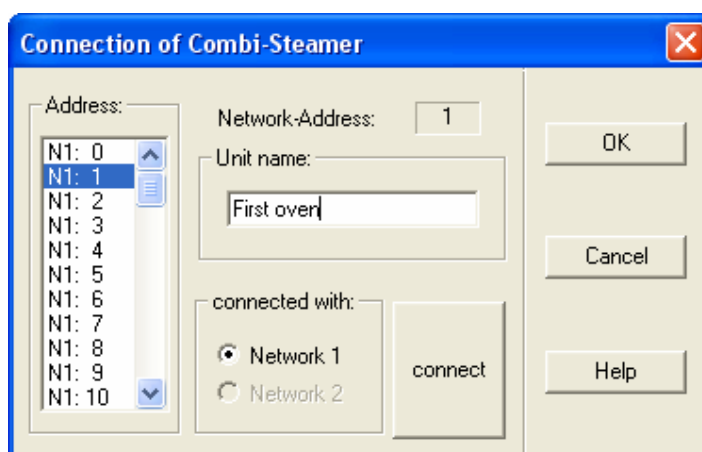 Connection of Combi-Steamer
Address:
N1: 0
N1: 1
N1: 2
N1: 3
N1: 4
N1: 5
N1: 6
N1: 7
N1: 8
N1: 9
N1: 10
Network-Address: 1
Unit name:
First oven
connected with:
Network 1
Network 2
connect
OK
Cancel
Help